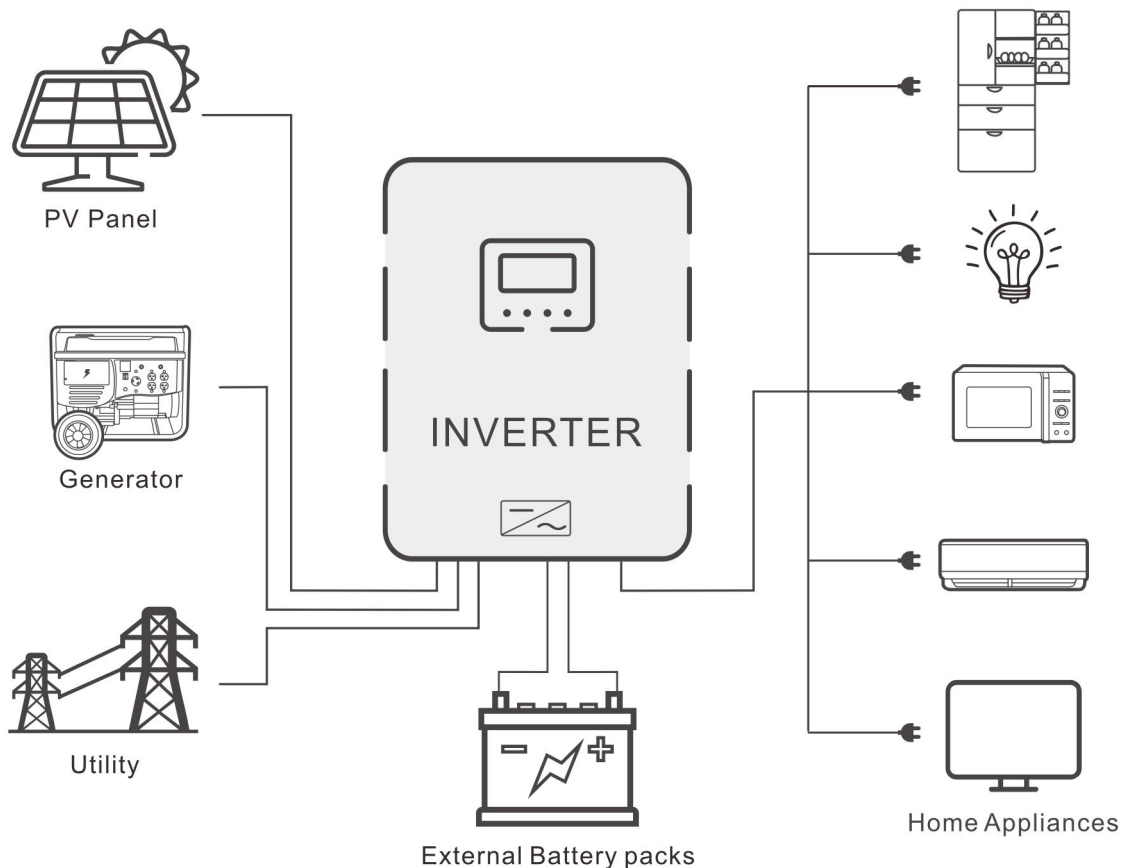 PV Panel
Generator
Utility
INVERTER
External Battery packs
Home Appliances